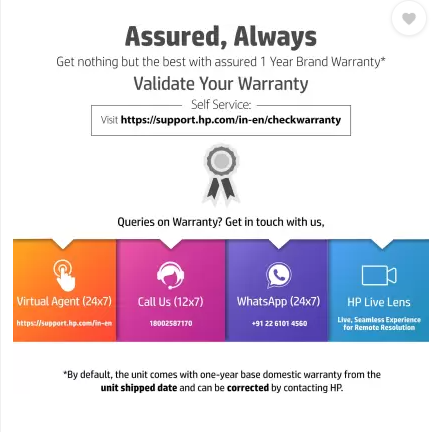 Assured, Always
Get nothing but the best with assured 1 Year Brand Warranty*
Validate Your Warranty
Self Service:
Visit https://support.hp.com/in-en/checkwarranty
Queries on Warranty? Get in touch with us,
Virtual Agent (24x7)
https://support.hp.com/in-en
Call Us (12x7)
18002587170
WhatsApp (24x7)
+91 22 6101 4560
HP Live Lens
Live, Seamless Experience
for Remote Resolution
*By default, the unit comes with one-year base domestic warranty from the
unit shipped date and can be corrected by contacting HP.